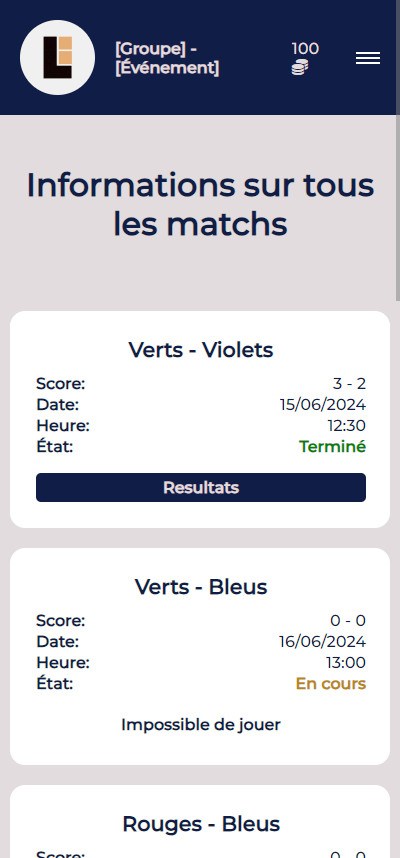 [Groupe] -
[Événement]
100
Informations sur tous
les matchs
Verts - Violets
Score: 3 - 2
Date: 15/06/2024
Heure: 12:30
État: Terminé
Resultats
Verts - Bleus
Score: 0 - 0
Date: 16/06/2024
Heure: 13:00
État: En cours
Impossible de jouer
Rouges - Bleus
Score: 0 - 0